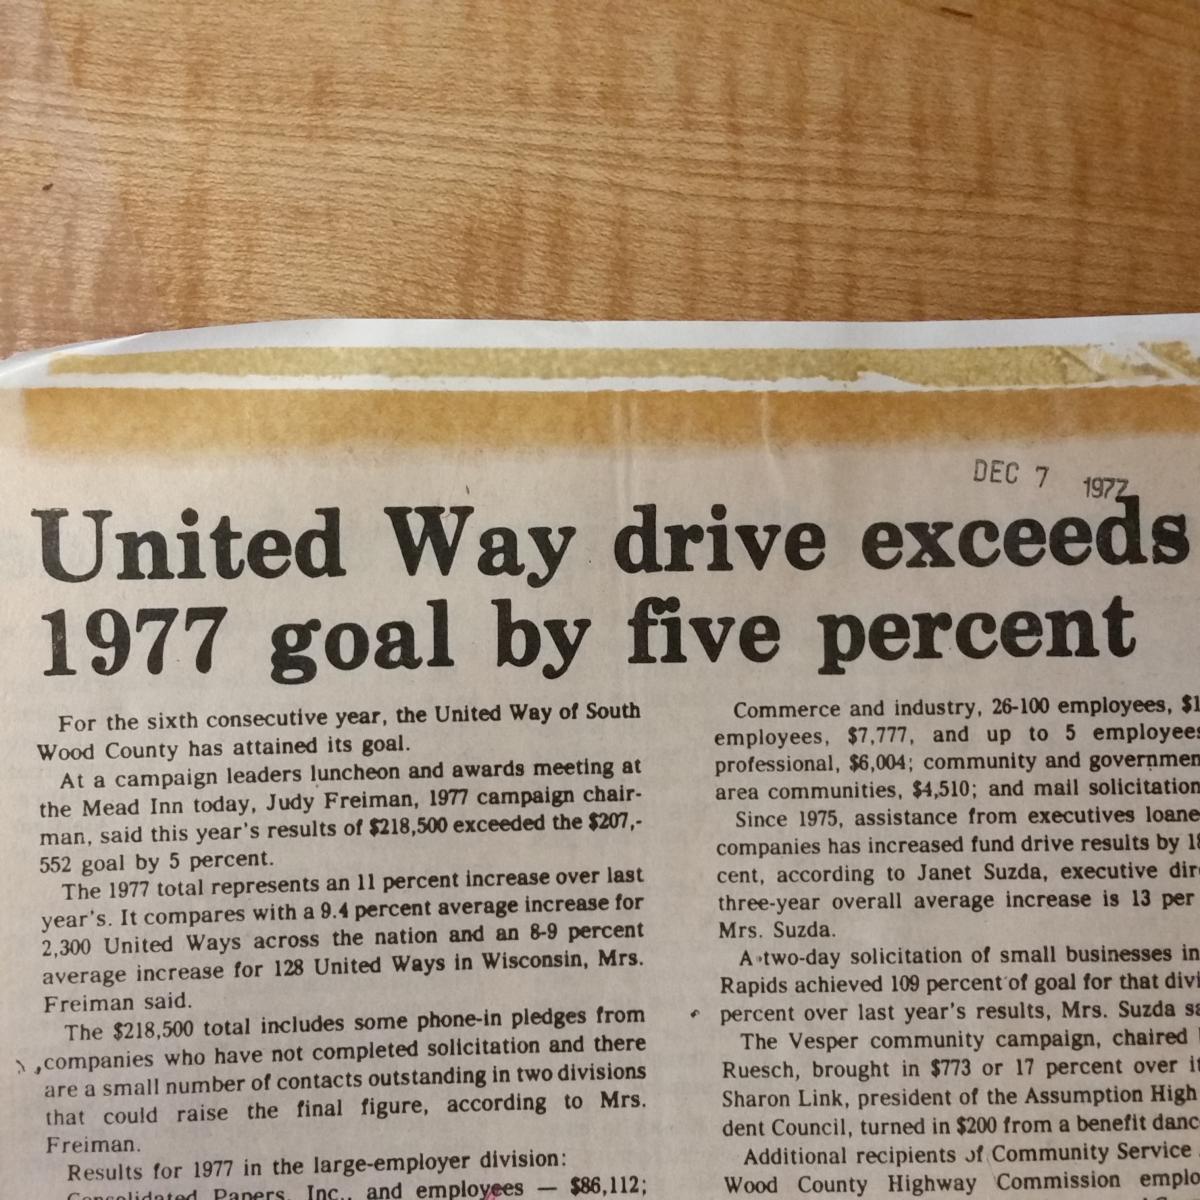 DEC 7 1977
United Way drive exceeds
1977 goal by five percent
For the sixth consecutive year, the United Way of South
Wood County has attained its goal.
At a campaign leaders luncheon and awards meeting at
the Mead Inn today, Judy Freiman, 1977 campaign chair-
man, said this year's results of $218,500 exceeded the $207,-
552 goal by 5 percent.
The 1977 total represents an 11 percent increase over last
year's. It compares with a 9.4 percent average increase for
2,300 United Ways across the nation and an 8-9 percent
average increase for 128 United Ways in Wisconsin, Mrs.
Freiman said.
The $218,500 total includes some phone-in pledges from
companies who have not completed solicitation and there
are a small number of contacts outstanding in two divisions
that could raise the final figure, according to Mrs.
Freiman.
Results for 1977 in the large-employer division:
Consolidated Papers, Inc., and employees — $86,112;
Commerce and industry, 26-100 employees,
employees, $7,777, and up to 5 employees
professional, $6,004; community and
area communities, $4,510; and mail solicitation
Since 1975, assistance from executives
companies has increased fund drive results by
cent, according to Janet Suzda, executive
three-year overall average increase is 13 per
Mrs. Suzda.
A two-day solicitation of small businesses in
Rapids achieved 109 percent of goal for that
percent over last year's results, Mrs. Suzda
The Vesper community campaign, chaired
Ruesch, brought in $773 or 17 percent over
Sharon Link, president of the Assumption High
dent Council, turned in $200 from a benefit
Additional recipients of Community Service
Wood County Highway Commission